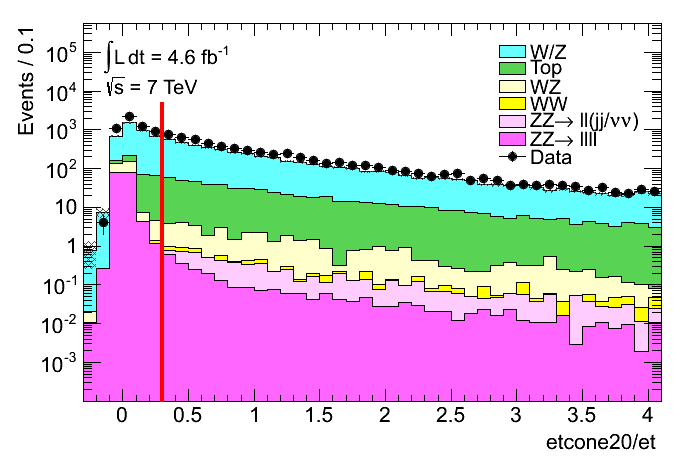 ∫L dt = 4.6 fb⁻¹
√s = 7 TeV
W/Z
Top
WZ
WW
ZZ→ ll(jj/νν)
ZZ→ llll
Data
Events / 0.1
10⁵
10⁴
10³
10²
10
1
10⁻¹
10⁻²
10⁻³
0 0.5 1 1.5 2 2.5 3 3.5 4
etcone20/et